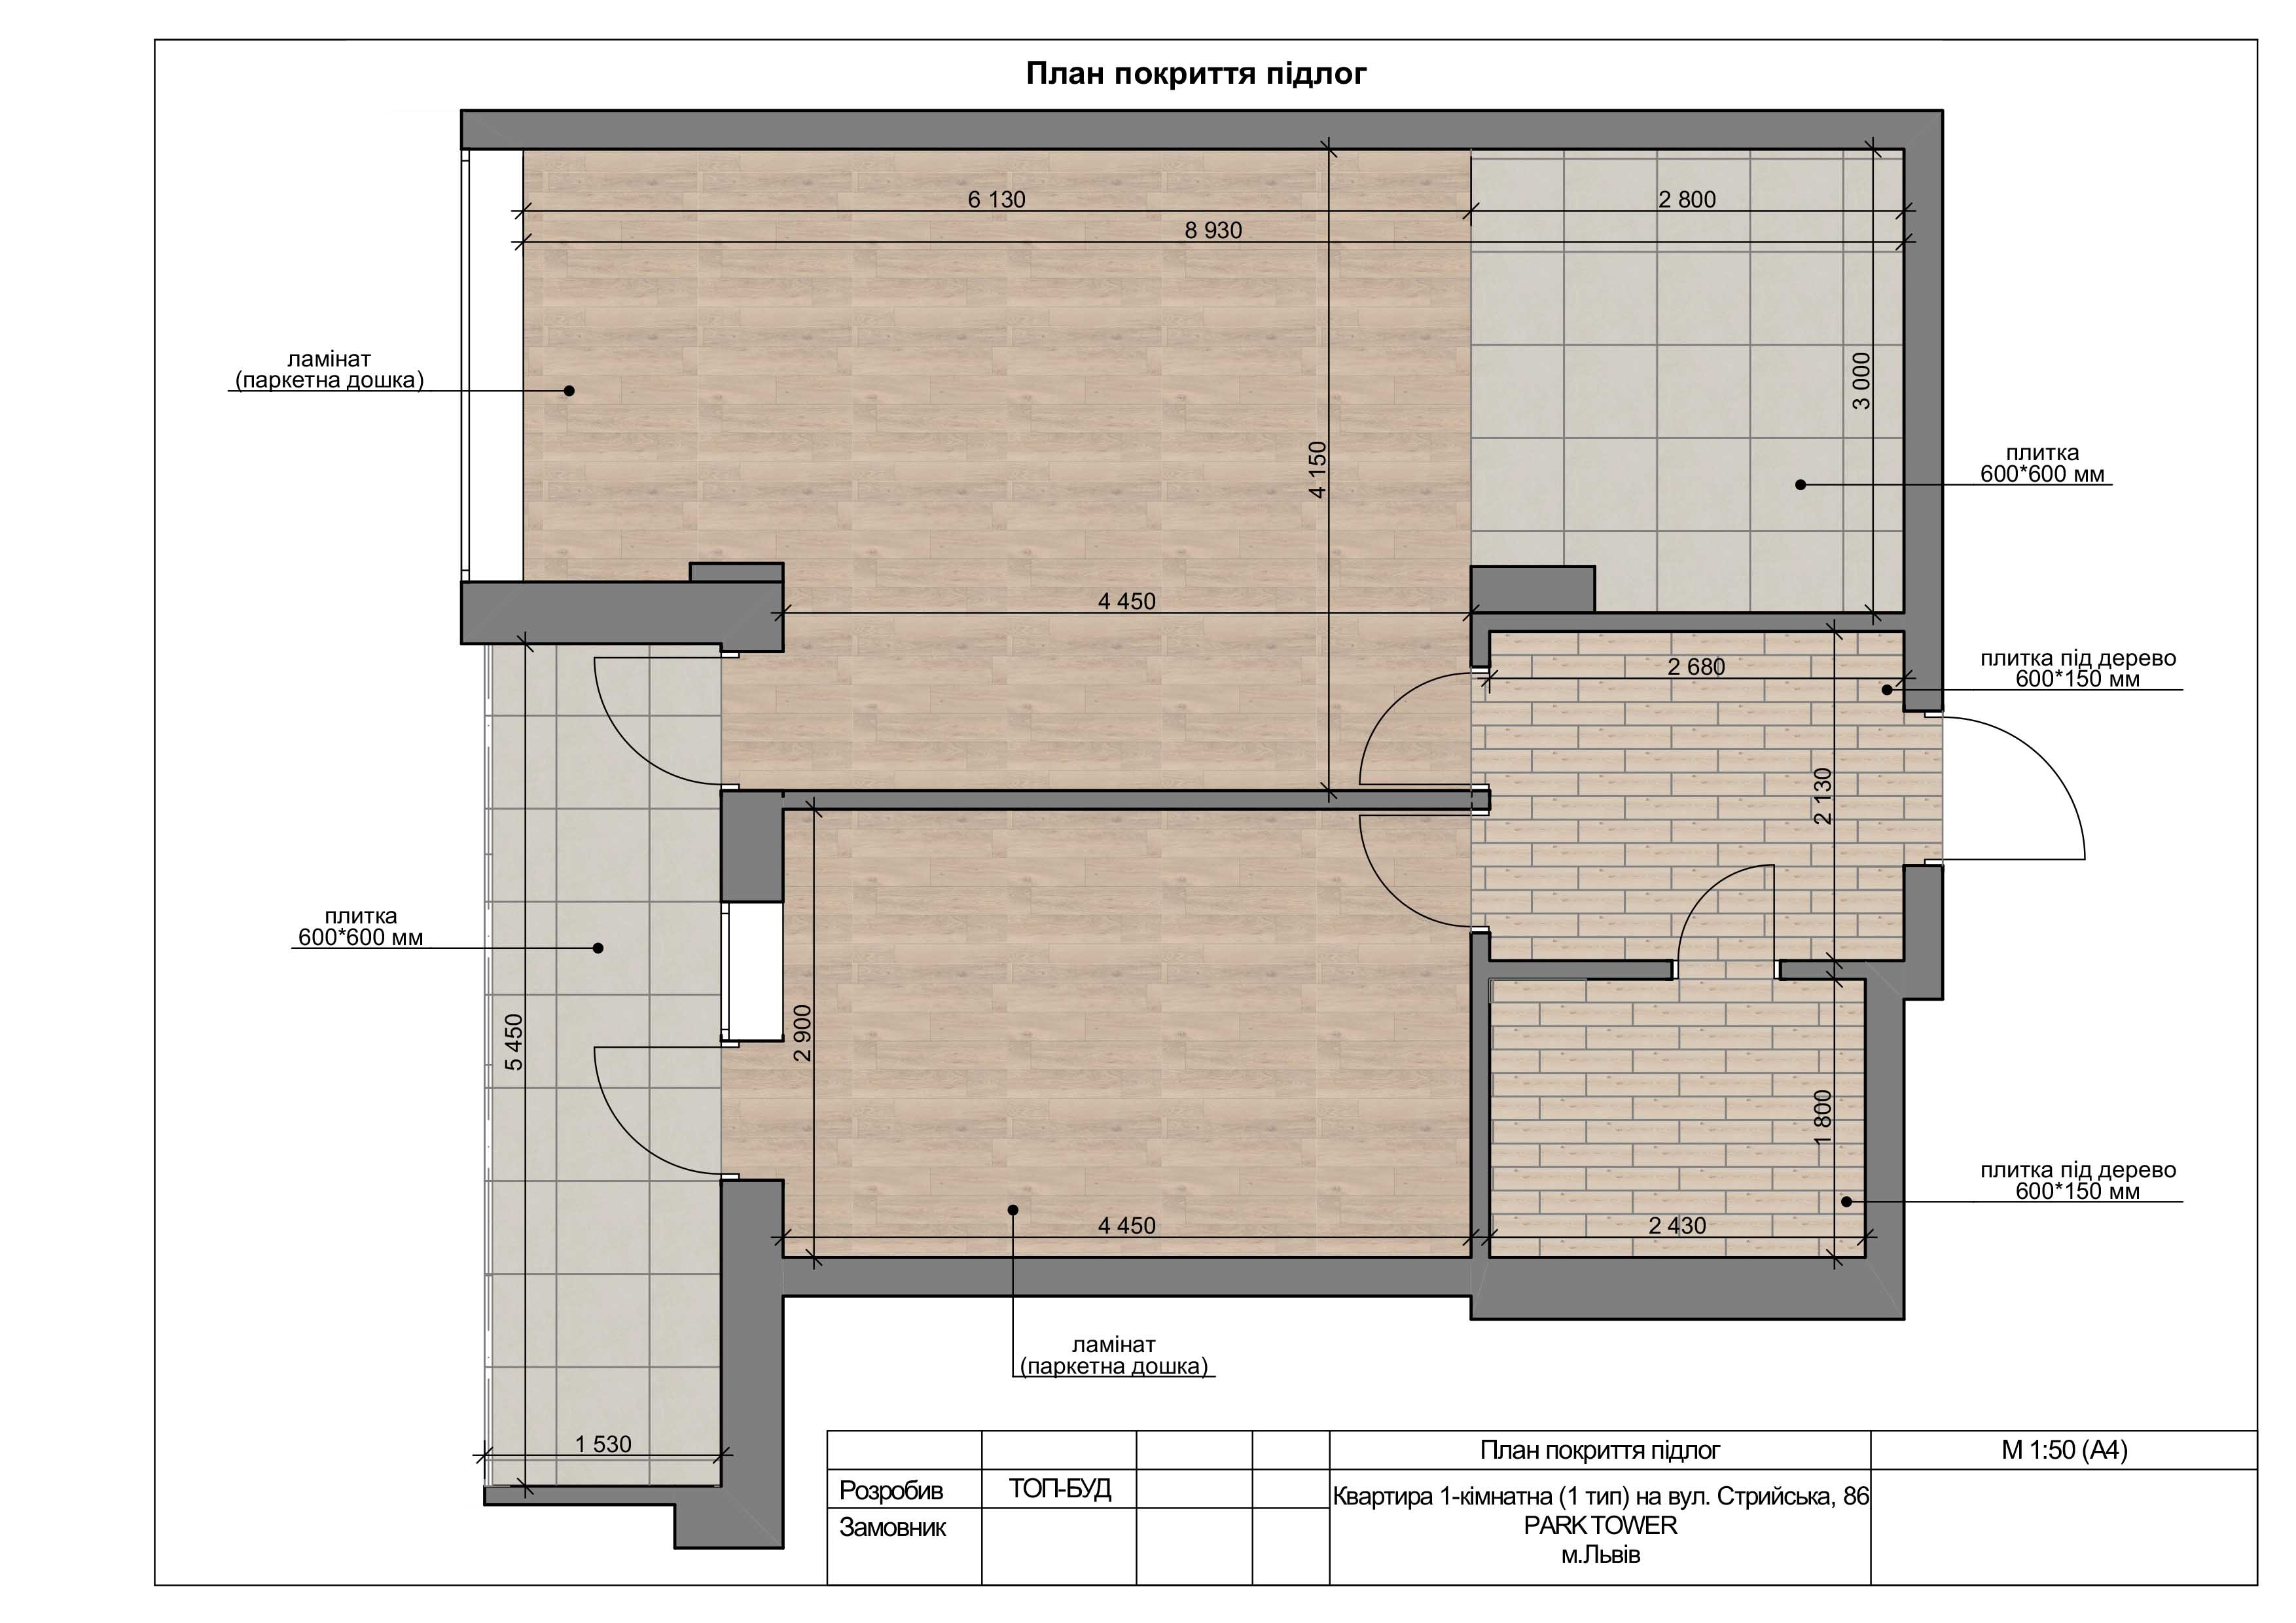 План покриття підлог
6 130
2 800
8 930
ламінат
(паркетна дошка)
3 000
4 150
плитка
600*600 мм
4 450
2 680
плитка під дерево
600*150 мм
2 130
плитка
600*600 мм
5 450
2 900
1 800
плитка під дерево
600*150 мм
4 450
2 430
ламінат
(паркетна дошка)
1 530
План покриття підлог
М 1:50 (А4)
Розробив
ТОП-БУД
Квартира 1-кімнатна (1 тип) на вул. Стрийська, 86
PARK TOWER
м.Львів
Замовник